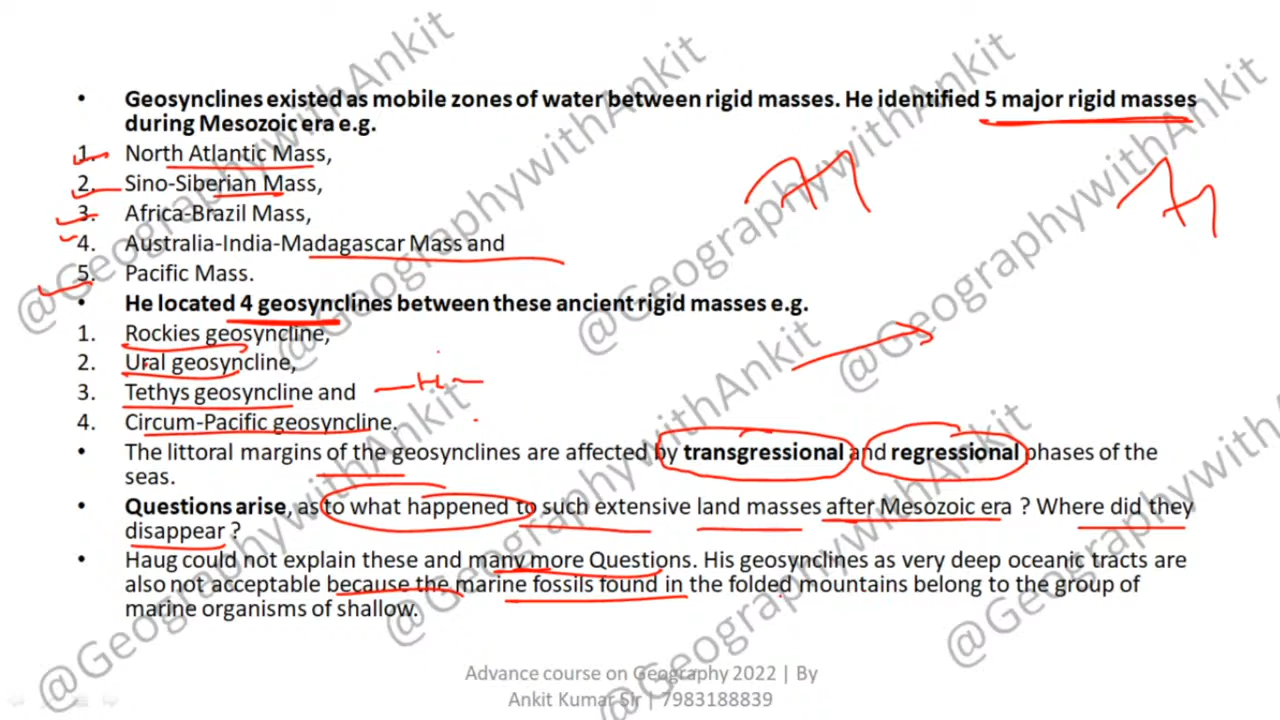 • Geosynclines existed as mobile zones of water between rigid masses. He identified 5 major rigid masses
during Mesozoic era e.g.
1. North Atlantic Mass,
2. Sino-Siberian Mass,
3. Africa-Brazil Mass,
4. Australia-India-Madagascar Mass and
5. Pacific Mass.
• He located 4 geosynclines between these ancient rigid masses e.g.
1. Rockies geosyncline,
2. Ural geosyncline,
3. Tethys geosyncline and
4. Circum-Pacific geosyncline.
• The littoral margins of the geosynclines are affected by transgressional and regressional phases of the
seas.
• Questions arise, as to what happened to such extensive land masses after Mesozoic era ? Where did they
disappear ?
• Haug could not explain these and many more Questions. His geosynclines as very deep oceanic tracts are
also not acceptable because the marine fossils found in the folded mountains belong to the group of
marine organisms of shallow.
Advance course on Geography 2022 | By
Ankit Kumar Sir | 7983188839
@GeographywithAnkit
@GeographywithAnkit
@GeographywithAnkit
@GeographywithAnkit
@GeographywithAnkit
@GeographywithAnkit
@GeographywithAnkit
@GeographywithAnkit